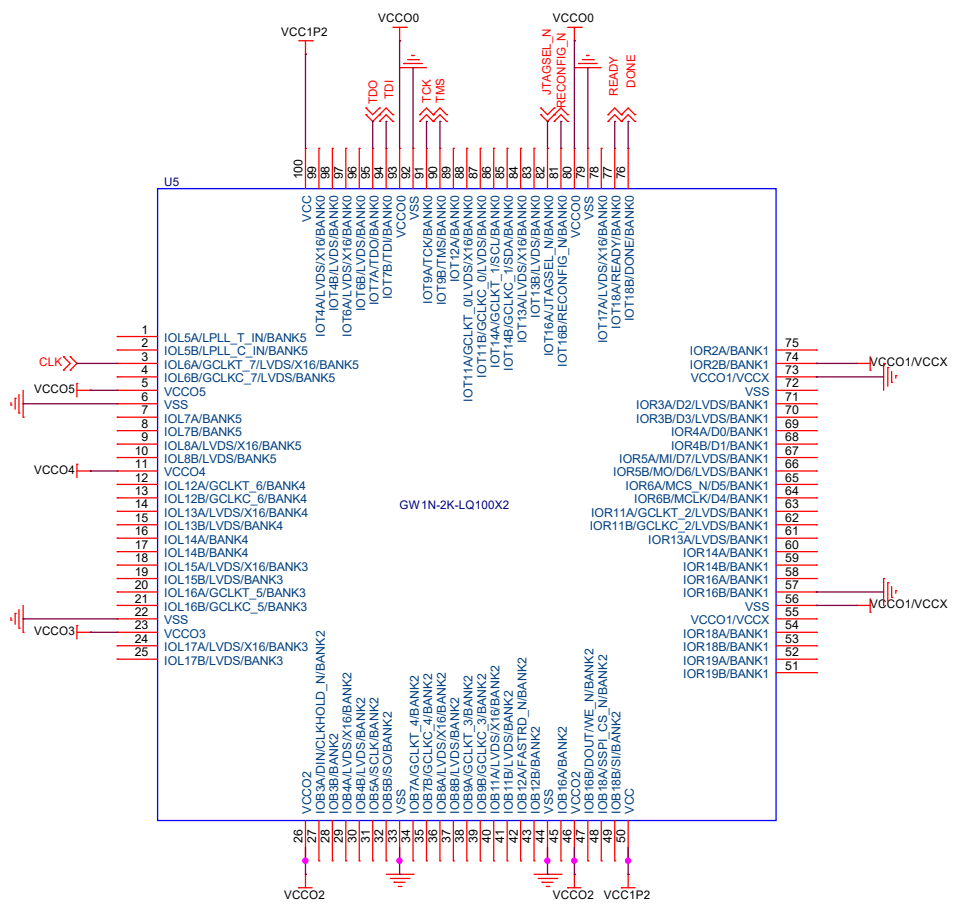 VCCO0
VCCO0
VCC1P2
TDO
TDI
TCK
TMS
JTAGSEL_N
RECONFIG_N
READY
DONE
100
99
98
97
96
95
94
93
92
91
90
89
88
87
86
85
84
83
82
81
80
79
78
77
76
U5
VCC
IOT4A/LVDS/X16/BANK0
IOT4B/LVDS/BANK0
IOT6A/LVDS/X16/BANK0
IOT6B/LVDS/BANK0
IOT7A/TDO/BANK0
IOT7B/TDI/BANK0
VCCO0
VSS
IOT9A/TCK/BANK0
IOT9B/TMS/BANK0
IOT12A/BANK0
IOT11A/GCLKT_0/LVDS/X16/BANK0
IOT11B/GCLKC_0/LVDS/BANK0
IOT14A/GCLKT_1/SCL/BANK0
IOT14B/GCLKC_1/SDA/BANK0
IOT13A/LVDS/X16/BANK0
IOT13B/LVDS/BANK0
IOT16A/JTAGSEL_N/BANK0
IOT16B/RECONFIG_N/BANK0
VCCO0
VSS
IOT17A/LVDS/X16/BANK0
IOT18A/READY/BANK0
IOT18B/DONE/BANK0
1 IOL5A/LPLL_T_IN/BANK5
2 IOL5B/LPLL_C_IN/BANK5
CLK 3 IOL6A/GCLKT_7/LVDS/X16/BANK5
4 IOL6B/GCLKC_7/LVDS/BANK5
VCCO5 5 VCCO5
6 VSS
7 IOL7A/BANK5
8 IOL7B/BANK5
9 IOL8A/LVDS/X16/BANK5
10 IOL8B/LVDS/BANK5
VCCO4 11 VCCO4
12 IOL12A/GCLKT_6/BANK4
13 IOL12B/GCLKC_6/BANK4
14 IOL13A/LVDS/X16/BANK4
15 IOL13B/LVDS/BANK4
16 IOL14A/BANK4
17 IOL14B/BANK4
18 IOL15A/LVDS/X16/BANK3
19 IOL15B/LVDS/BANK3
20 IOL16A/GCLKT_5/BANK3
21 IOL16B/GCLKC_5/BANK3
22 VSS
VCCO3 23 VCCO3
24 IOL17A/LVDS/X16/BANK3
25 IOL17B/LVDS/BANK3
GW1N-2K-LQ100X2
IOR2A/BANK1 75
IOR2B/BANK1 74 VCCO1/VCCX
VCCO1/VCCX 73
VSS 72
IOR3A/D2/LVDS/BANK1 71
IOR3B/D3/LVDS/BANK1 70
IOR4A/D0/BANK1 69
IOR4B/D1/BANK1 68
IOR5A/MI/D7/LVDS/BANK1 67
IOR5B/MO/D6/LVDS/BANK1 66
IOR6A/MCS_N/D5/BANK1 65
IOR6B/MCLK/D4/BANK1 64
IOR11A/GCLKT_2/LVDS/BANK1 63
IOR11B/GCLKC_2/LVDS/BANK1 62
IOR13A/LVDS/BANK1 61
IOR14A/BANK1 60
IOR14B/BANK1 59
IOR16A/BANK1 58
IOR16B/BANK1 57
VSS 56 VCCO1/VCCX
VCCO1/VCCX 55
IOR18A/BANK1 54
IOR18B/BANK1 53
IOR19A/BANK1 52
IOR19B/BANK1 51
VCCO2
IOB3A/DIN/CLKHOLD_N/BANK2
IOB3B/BANK2
IOB4A/LVDS/X16/BANK2
IOB4B/LVDS/BANK2
IOB5A/SCLK/BANK2
IOB5B/SO/BANK2
VSS
IOB7A/GCLKT_4/BANK2
IOB7B/GCLKC_4/BANK2
IOB8A/LVDS/X16/BANK2
IOB8B/LVDS/BANK2
IOB9A/GCLKT_3/BANK2
IOB9B/GCLKC_3/BANK2
IOB11A/LVDS/X16/BANK2
IOB11B/LVDS/BANK2
IOB12A/FASTRD_N/BANK2
IOB12B/BANK2
VSS
IOB16A/BANK2
VCCO2
IOB16B/DOUT/WE_N/BANK2
IOB18A/SSPI_CS_N/BANK2
IOB18B/SI/BANK2
VCC
26
27
28
29
30
31
32
33
34
35
36
37
38
39
40
41
42
43
44
45
46
47
48
49
50
VCCO2
VCCO2
VCC1P2